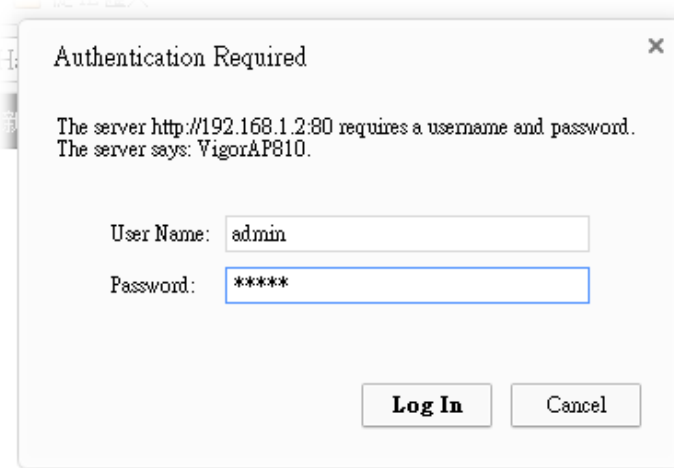 Authentication Required
The server http://192.168.1.2:80 requires a username and password.
The server says: VigorAP810.
User Name: admin
Password: *****
Log In Cancel